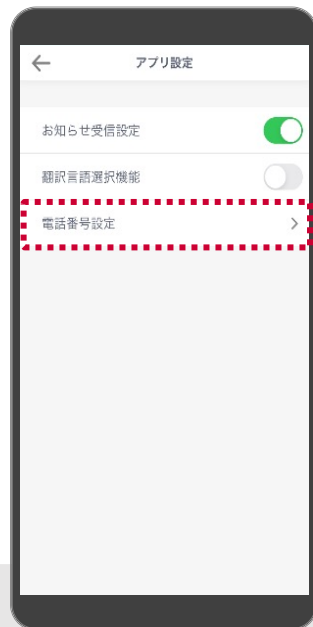 アプリ設定
お知らせ受信設定
翻訳言語選択機能
電話番号設定